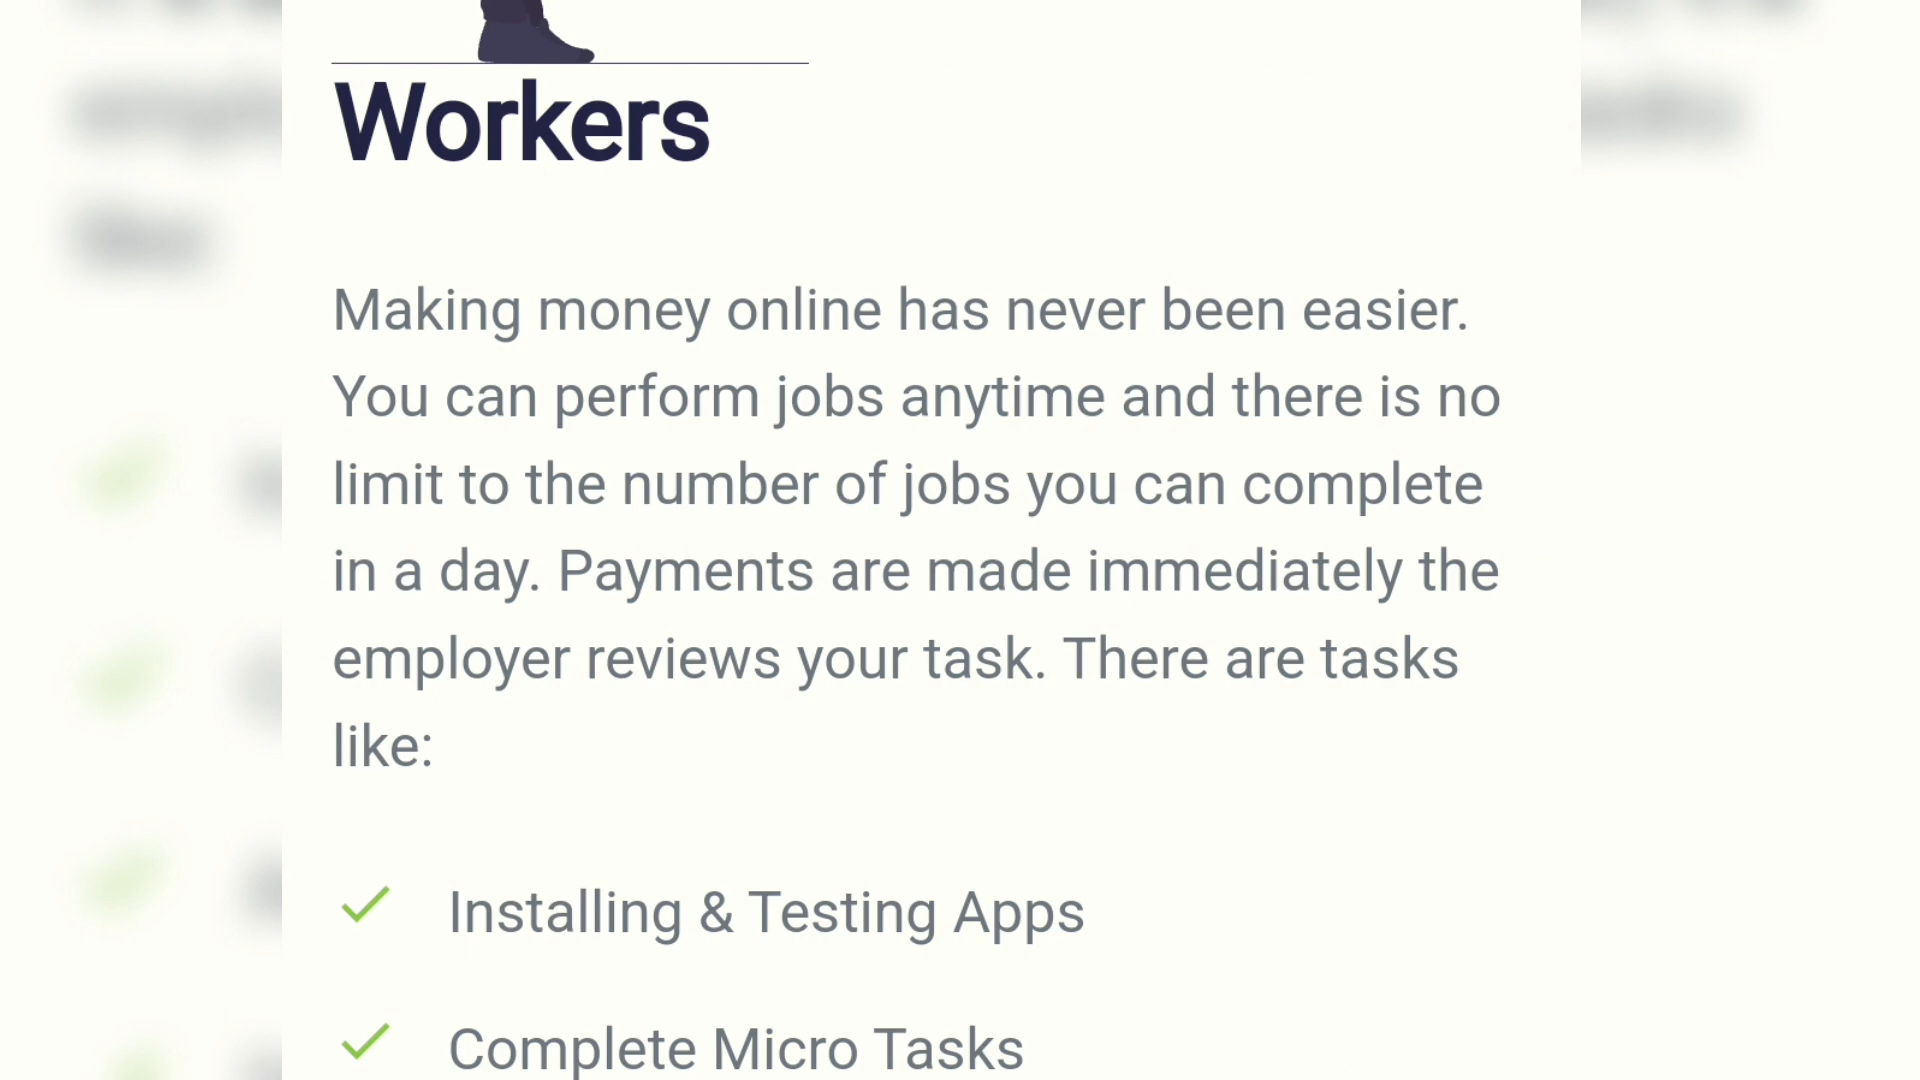 Workers
Making money online has never been easier.
You can perform jobs anytime and there is no
limit to the number of jobs you can complete
in a day. Payments are made immediately the
employer reviews your task. There are tasks
like:
Installing & Testing Apps
Complete Micro Tasks